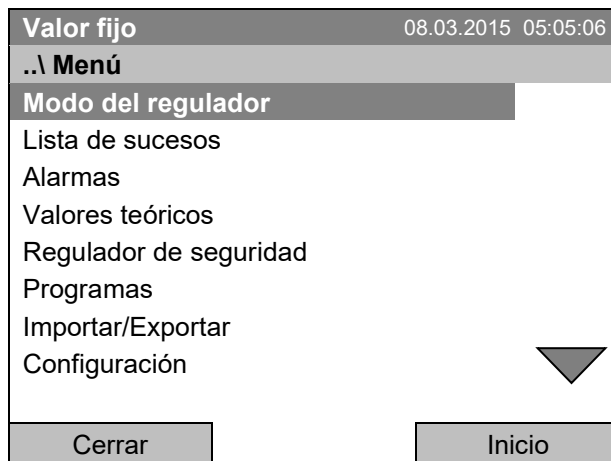 Valor fijo 08.03.2015 05:05:06
..\ Menú
Modo del regulador
Lista de sucesos
Alarmas
Valores teóricos
Regulador de seguridad
Programas
Importar/Exportar
Configuración
Cerrar Inicio